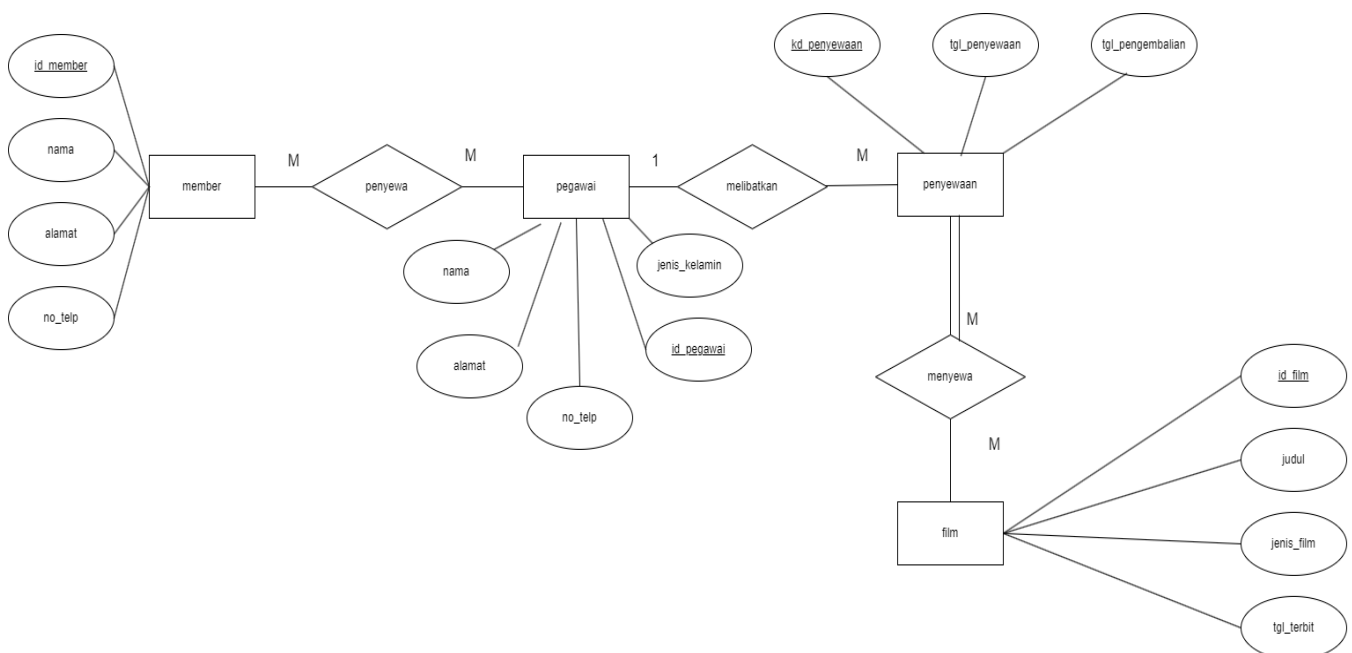 kd_penyewaan
tgl_penyewaan
tgl_pengembalian
id_member
nama
alamat
no_telp
member
M
penyewa
M
pegawai
1
melibatkan
M
penyewaan
nama
alamat
no_telp
id_pegawai
jenis_kelamin
M
menyewa
M
film
id_film
judul
jenis_film
tgl_terbit